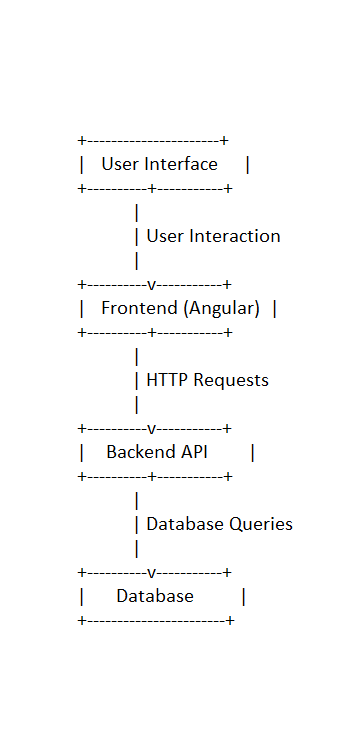 +----------------------+
|   User Interface     |
+----------+-----------+
|
| User Interaction
|
+----------v-----------+
|   Frontend (Angular)  |
+----------+-----------+
|
| HTTP Requests
|
+----------v-----------+
|    Backend API        |
+----------+-----------+
|
| Database Queries
|
+----------v-----------+
|      Database         |
+-----------------------+